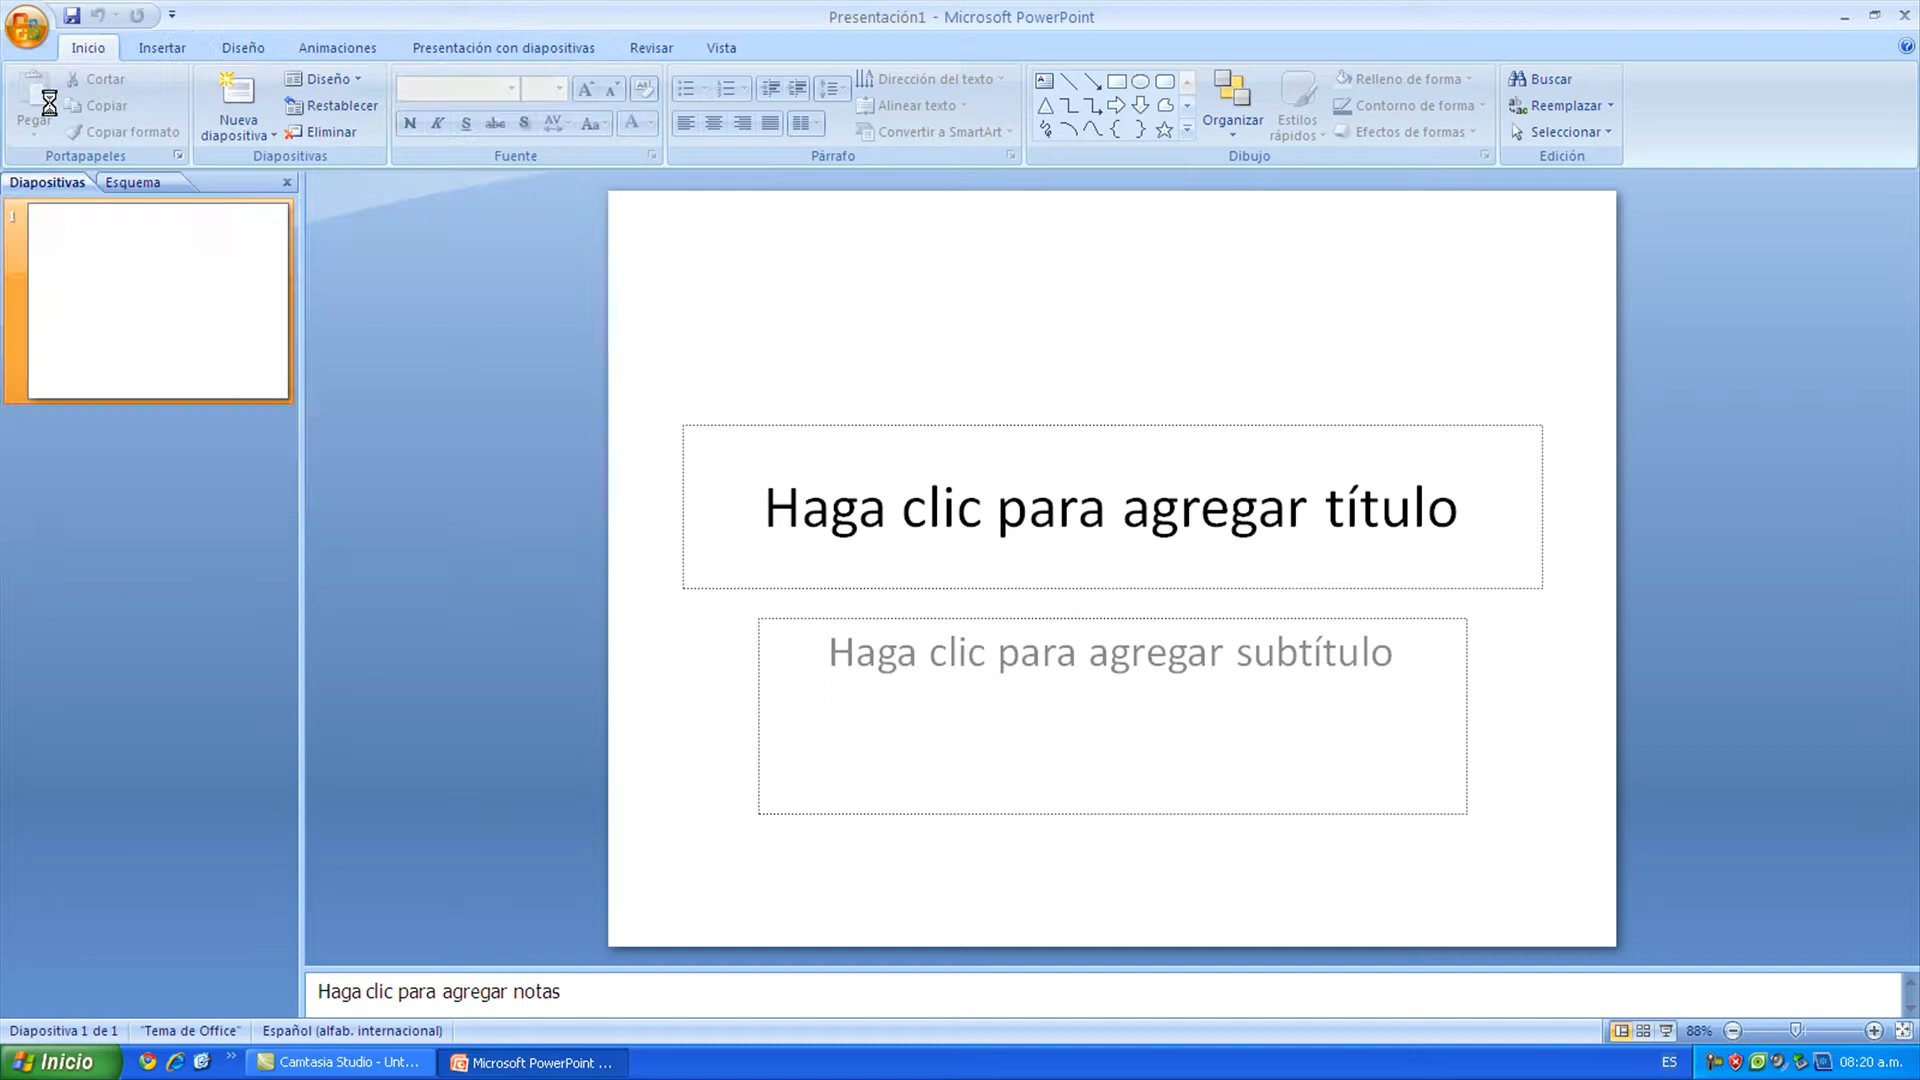 Presentación1 - Microsoft PowerPoint
Inicio Insertar Diseño Animaciones Presentación con diapositivas Revisar Vista
Pegar
Cortar
Copiar
Copiar formato
Portapapeles
Nueva diapositiva
Diseño
Restablecer
Eliminar
Diapositivas
N K S abc S AV Aa A
Fuente
Dirección del texto
Alinear texto
Convertir a SmartArt
Párrafo
Organizar
Estilos rápidos
Relleno de forma
Contorno de forma
Efectos de formas
Dibujo
Buscar
Reemplazar
Seleccionar
Edición
Diapositivas Esquema
1
Haga clic para agregar título
Haga clic para agregar subtítulo
Haga clic para agregar notas
Diapositiva 1 de 1 "Tema de Office" Español (alfab. internacional) 88%
Inicio Camtasia Studio - Unt... Microsoft PowerPoint ... ES 08:20 a.m.